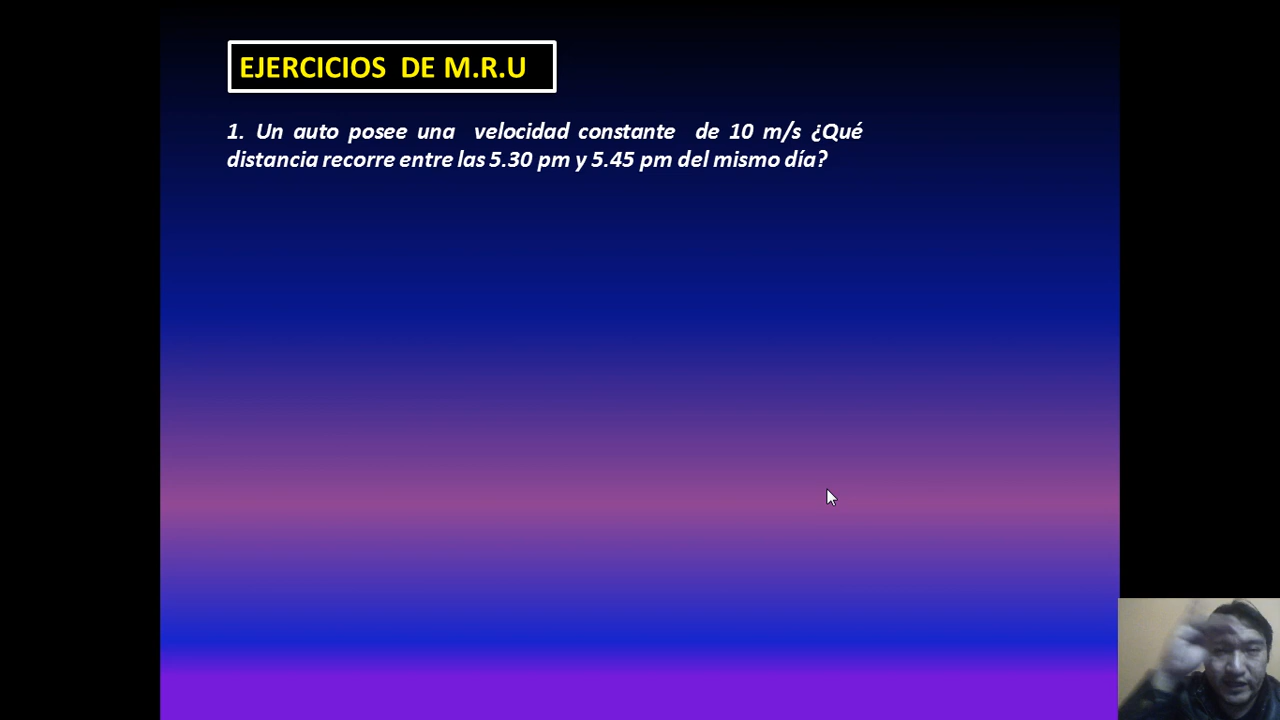 EJERCICIOS DE M.R.U
1. Un auto posee una velocidad constante de 10 m/s ¿Qué
distancia recorre entre las 5.30 pm y 5.45 pm del mismo día?